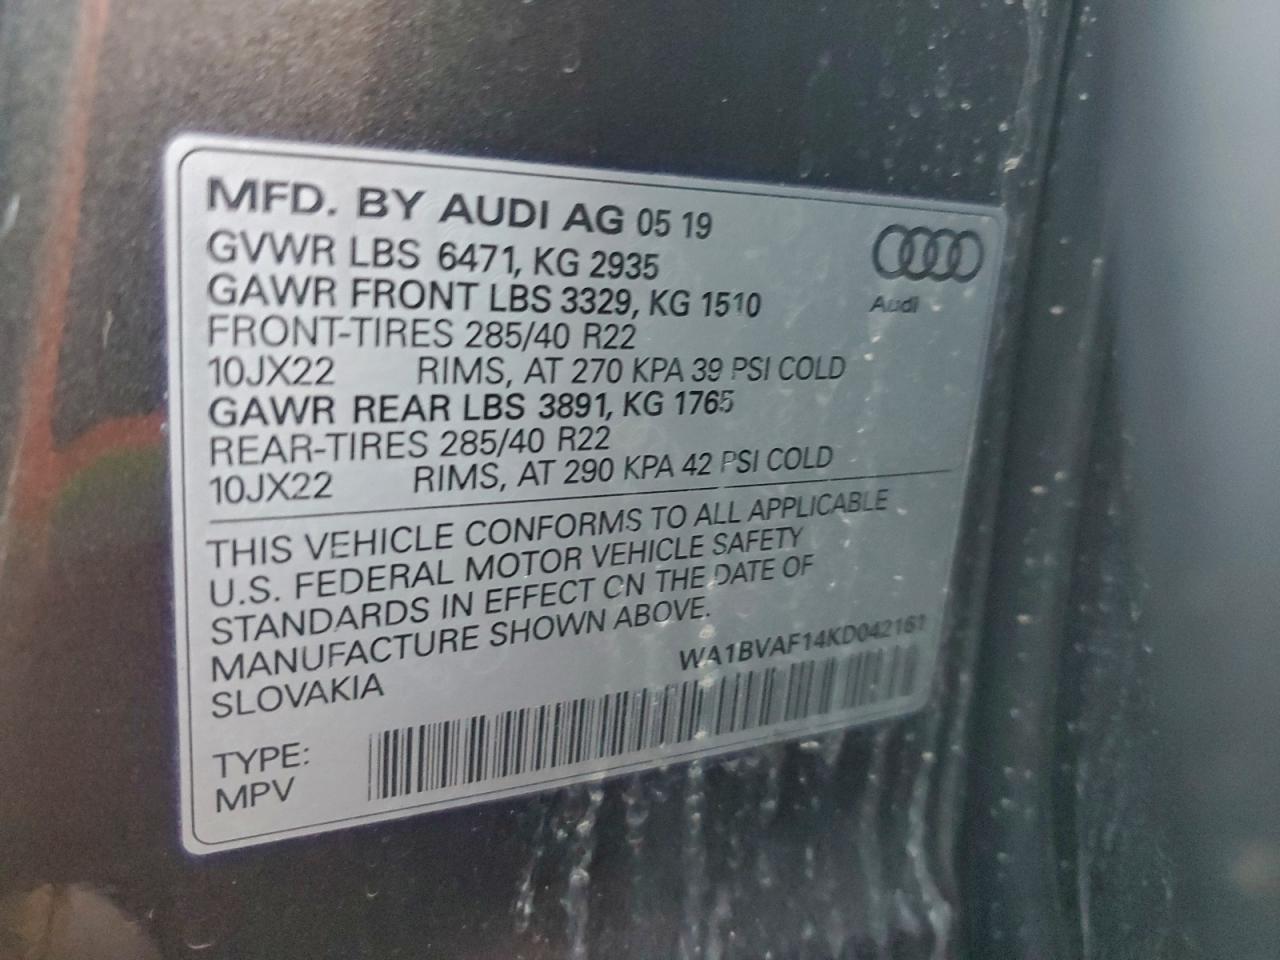 MFD. BY AUDI AG 05 19
GVWR LBS 6471, KG 2935
GAWR FRONT LBS 3329, KG 1510
FRONT-TIRES 285/40 R22
10JX22 RIMS, AT 270 KPA 39 PSI COLD
GAWR REAR LBS 3891, KG 1765
REAR-TIRES 285/40 R22
10JX22 RIMS, AT 290 KPA 42 PSI COLD
Audi
THIS VEHICLE CONFORMS TO ALL APPLICABLE
U.S. FEDERAL MOTOR VEHICLE SAFETY
STANDARDS IN EFFECT ON THE DATE OF
MANUFACTURE SHOWN ABOVE.
SLOVAKIA
WA1BVAF14KD042161
TYPE:
MPV